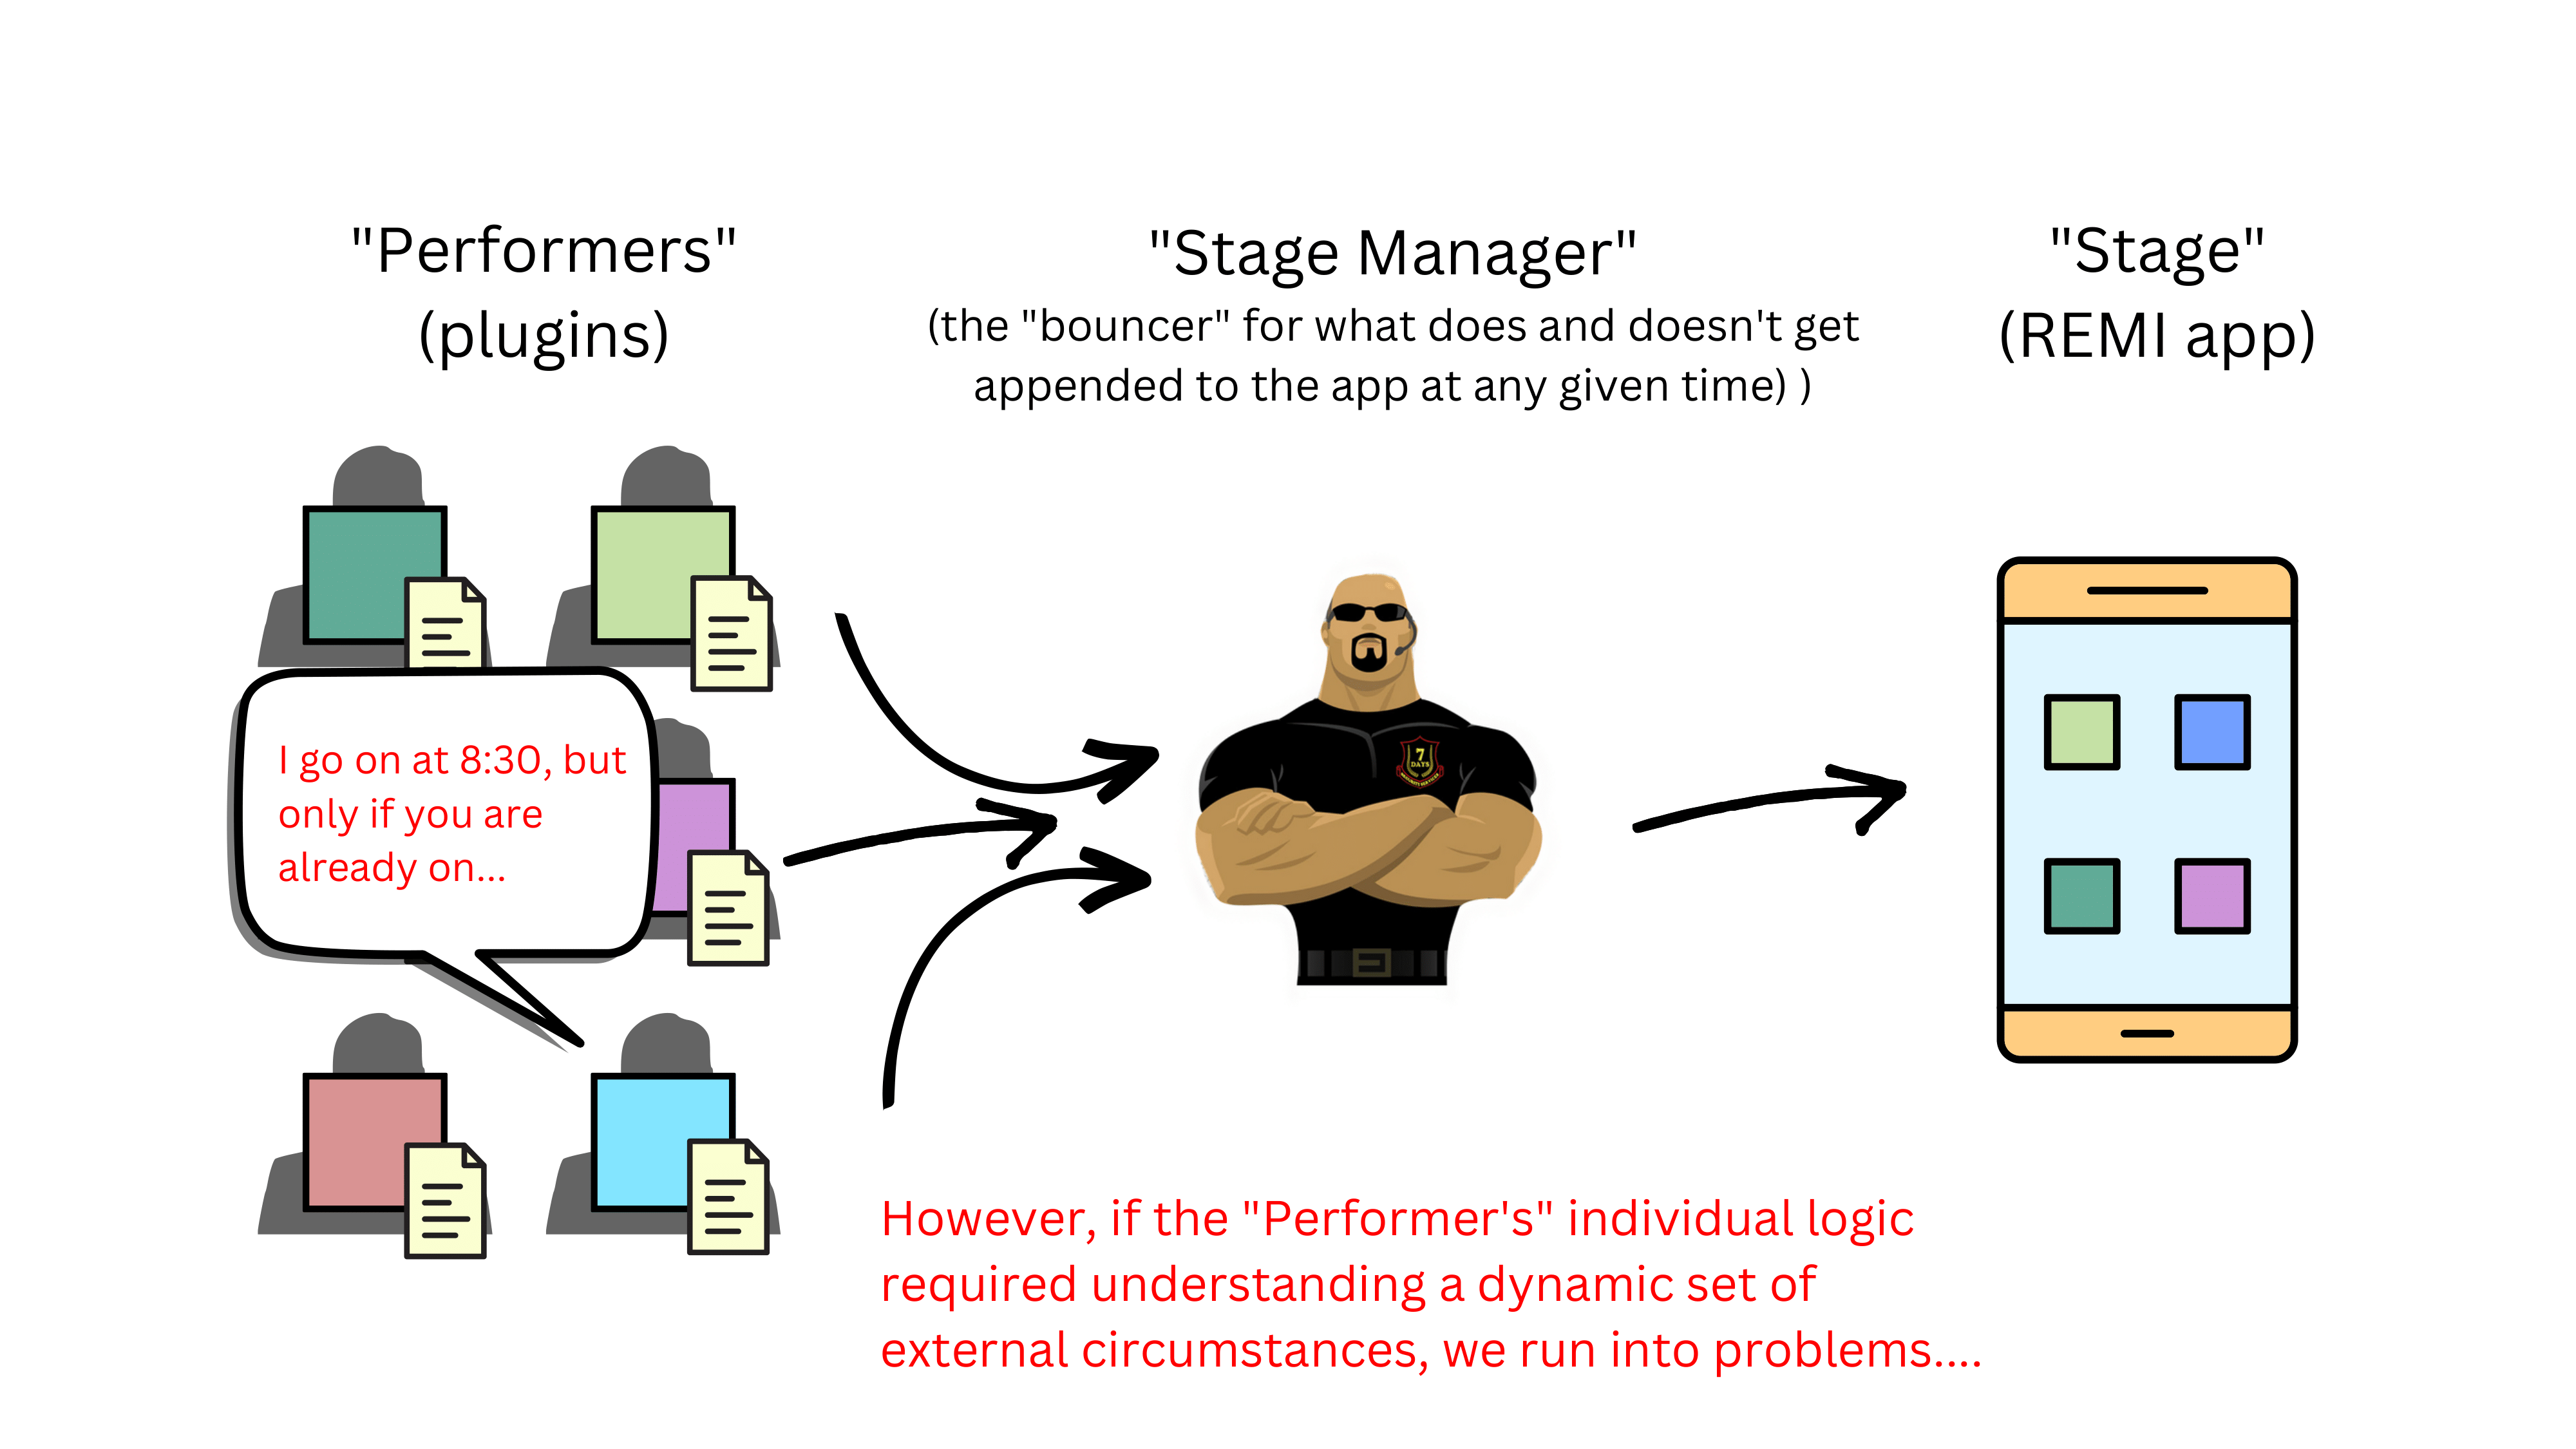 "Performers"
(plugins)
"Stage Manager"
(the "bouncer" for what does and doesn't get
appended to the app at any given time) )
"Stage"
(REMI app)
I go on at 8:30, but
only if you are
already on...
7
DAYS
However, if the "Performer's" individual logic
required understanding a dynamic set of
external circumstances, we run into problems....